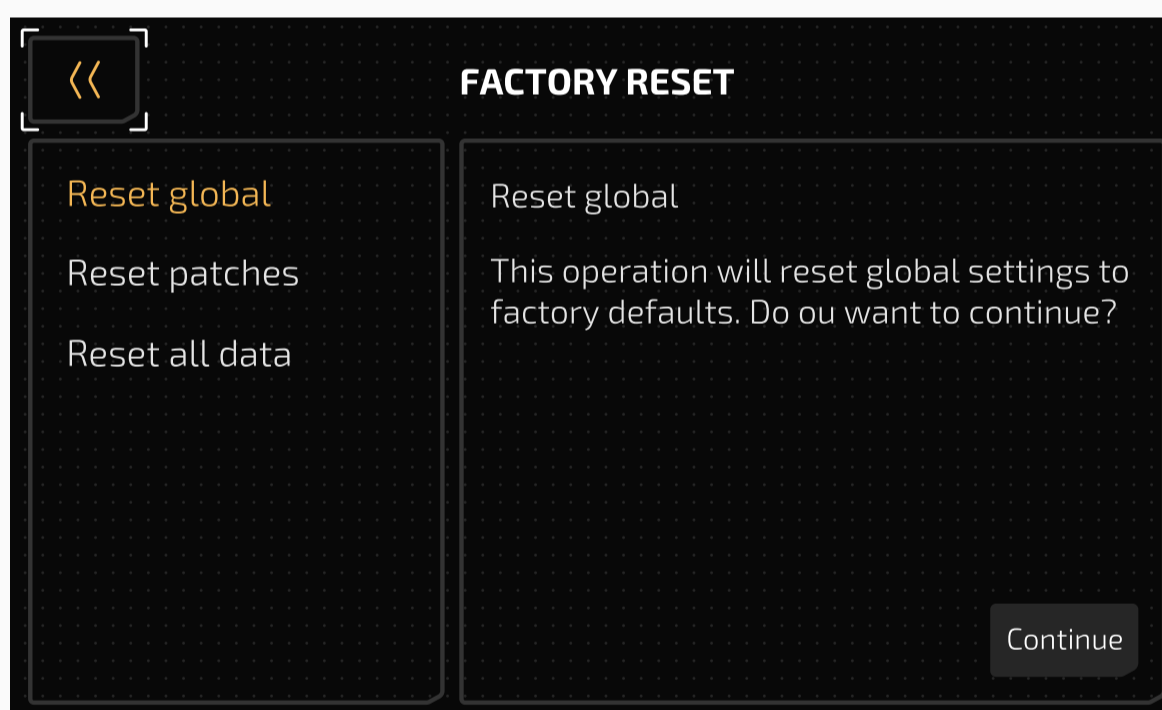 FACTORY RESET
Reset global
Reset patches
Reset all data
Reset global
This operation will reset global settings to
factory defaults. Do ou want to continue?
Continue